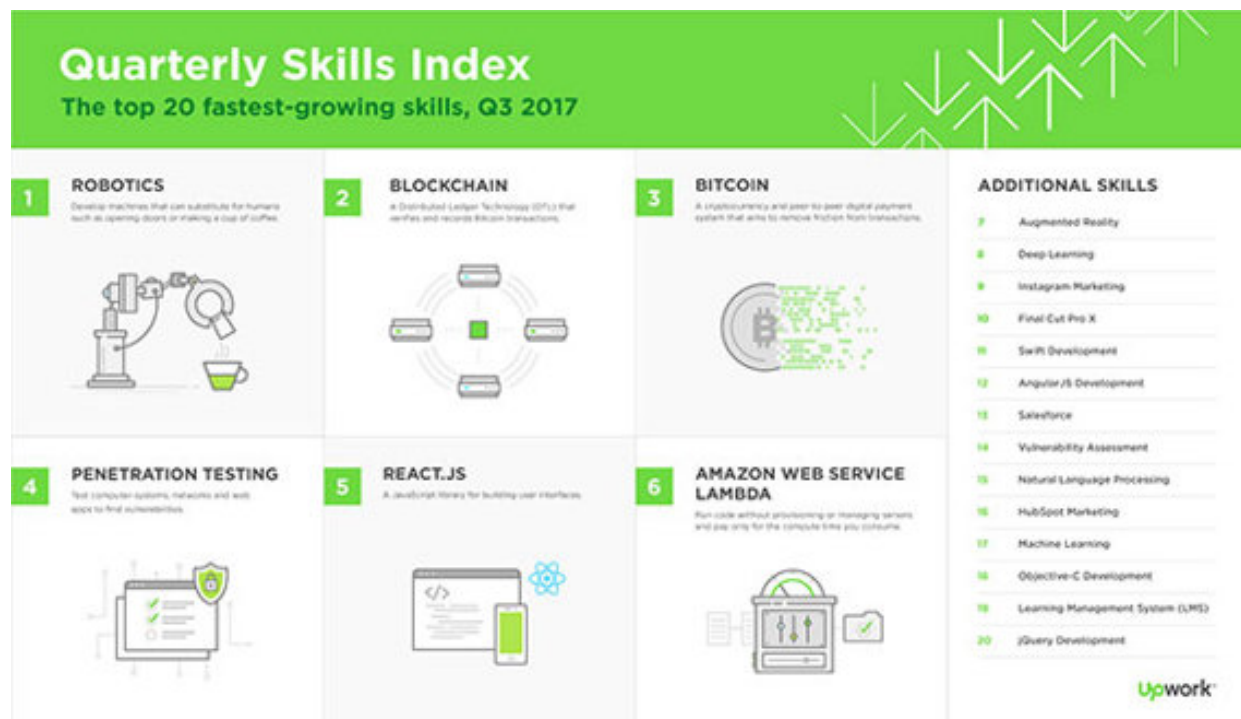 Quarterly Skills Index
The top 20 fastest-growing skills, Q3 2017
1
ROBOTICS
Develop machines that can substitute for humans
such as opening doors or making a cup of coffee.
2
BLOCKCHAIN
A Distributed Ledger Technology (DTL) that
verifies and records Bitcoin transactions.
3
BITCOIN
A cryptocurrency and peer-to-peer digital payment
system that aims to remove friction from transactions.
4
PENETRATION TESTING
Test computer systems, networks and web
apps to find vulnerabilities.
5
REACT.JS
A JavaScript library for building user interfaces.
6
AMAZON WEB SERVICE
LAMBDA
Run code without provisioning or managing servers
and pay only for the compute time you consume.
ADDITIONAL SKILLS
7 Augmented Reality
8 Deep Learning
9 Instagram Marketing
10 Final Cut Pro X
11 Swift Development
12 AngularJS Development
13 Salesforce
14 Vulnerability Assessment
15 Natural Language Processing
16 HubSpot Marketing
17 Machine Learning
18 Objective-C Development
19 Learning Management System (LMS)
20 jQuery Development
Upwork